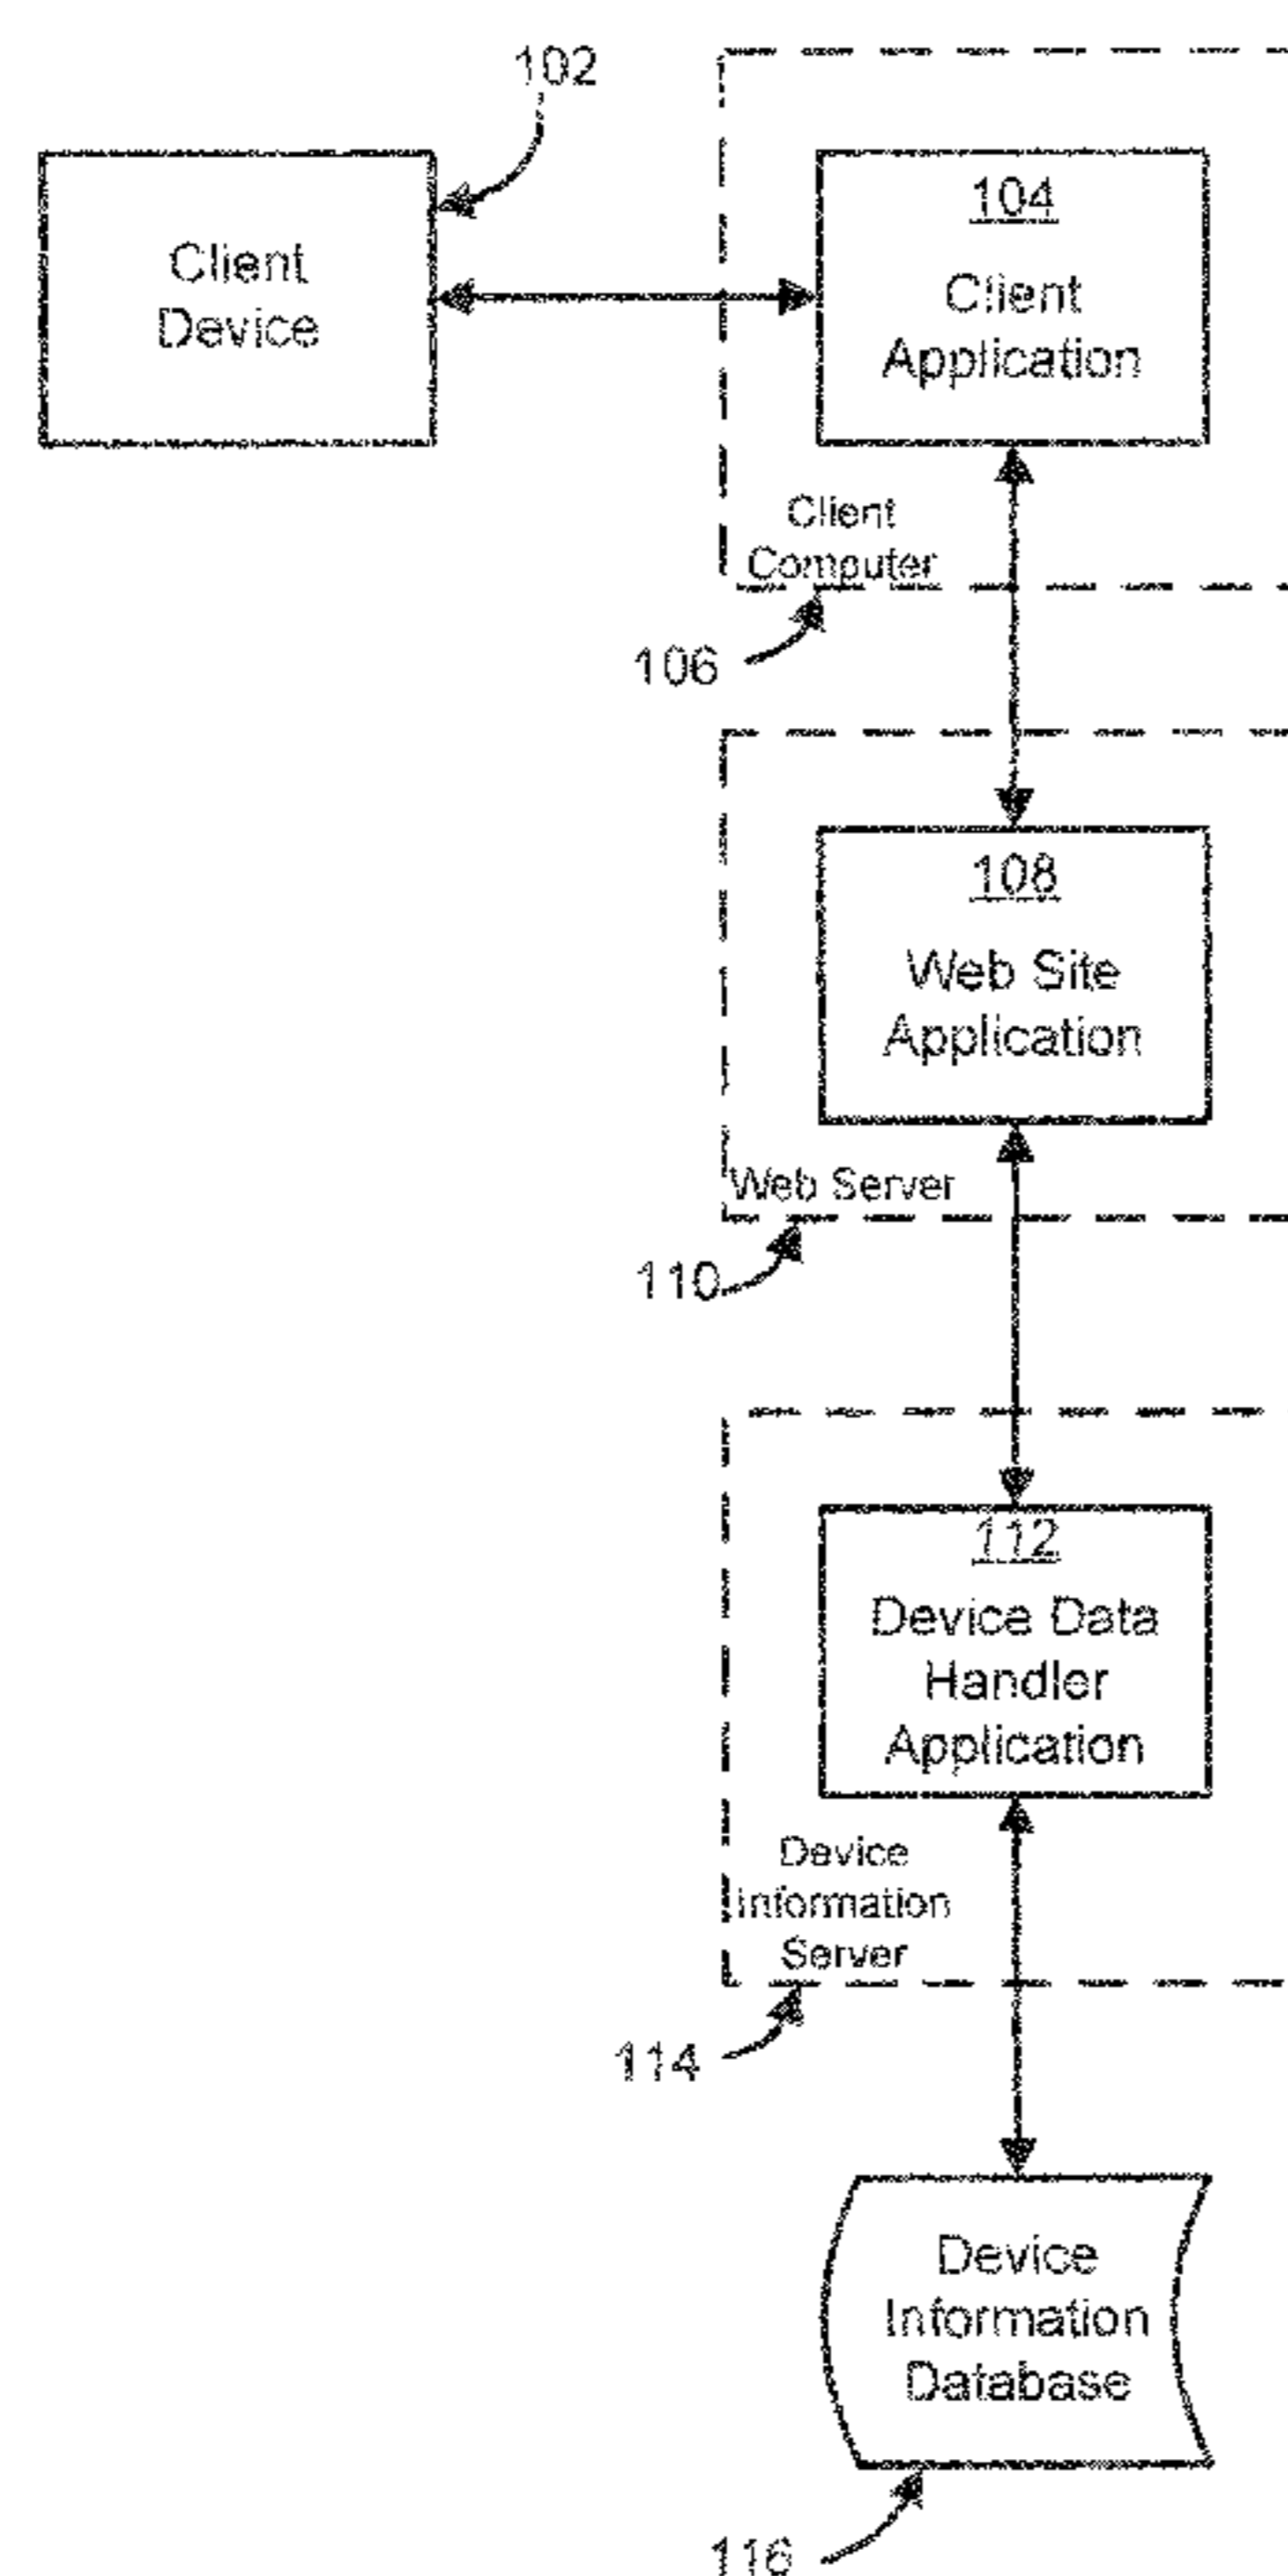 102
Client
Device
104
Client
Application
Client
Computer
106
108
Web Site
Application
Web Server
110
112
Device Data
Handler
Application
Device
Information
Server
114
Device
Information
Database
116